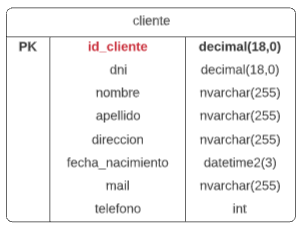 cliente
PK id_cliente decimal(18,0)
dni decimal(18,0)
nombre nvarchar(255)
apellido nvarchar(255)
direccion nvarchar(255)
fecha_nacimiento datetime2(3)
mail nvarchar(255)
telefono int